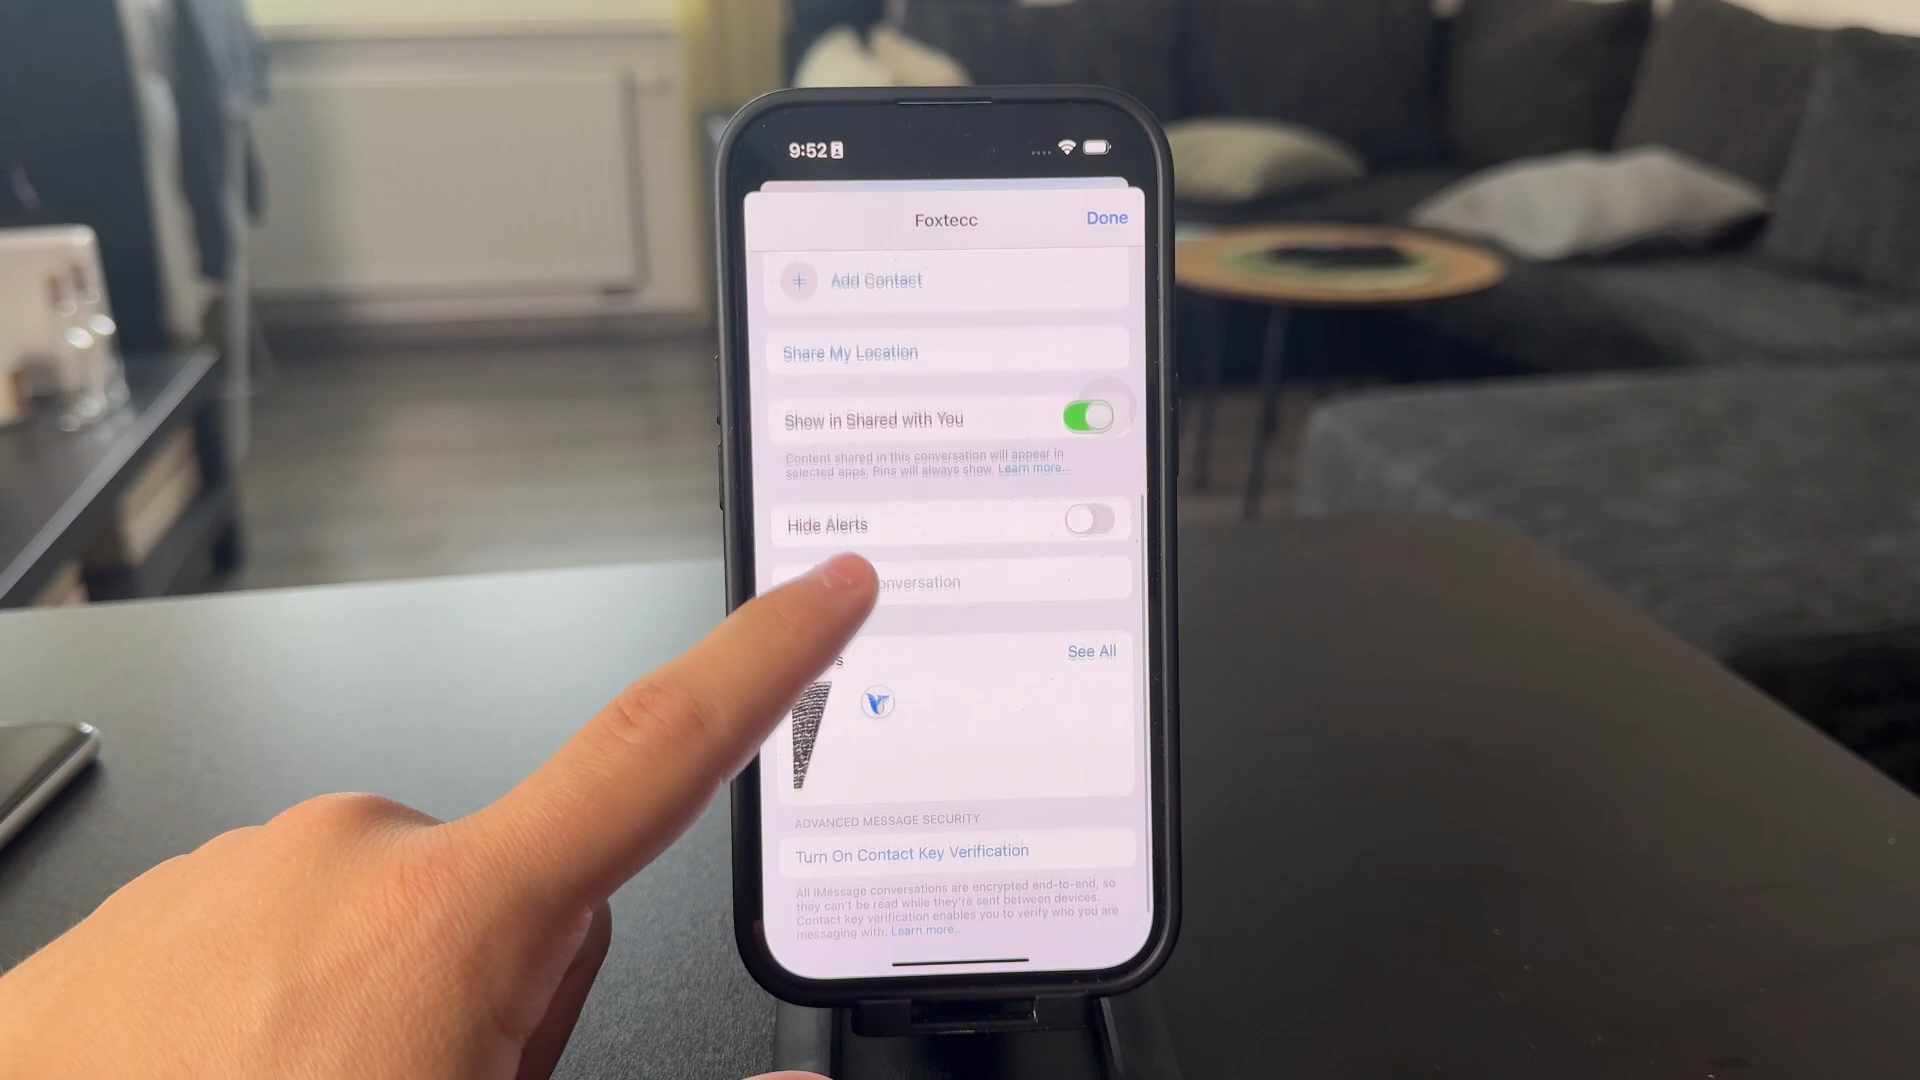 9:52
Foxtecc
Done
Add Contact
Share My Location
Show in Shared with You
Content shared in this conversation will appear in
selected apps. Pins will always show. Learn more...
Hide Alerts
onversation
See All
ADVANCED MESSAGE SECURITY
Turn On Contact Key Verification
All iMessage conversations are encrypted end-to-end, so
they can't be read while they're sent between devices.
Contact key verification enables you to verify who you are
messaging with. Learn more...